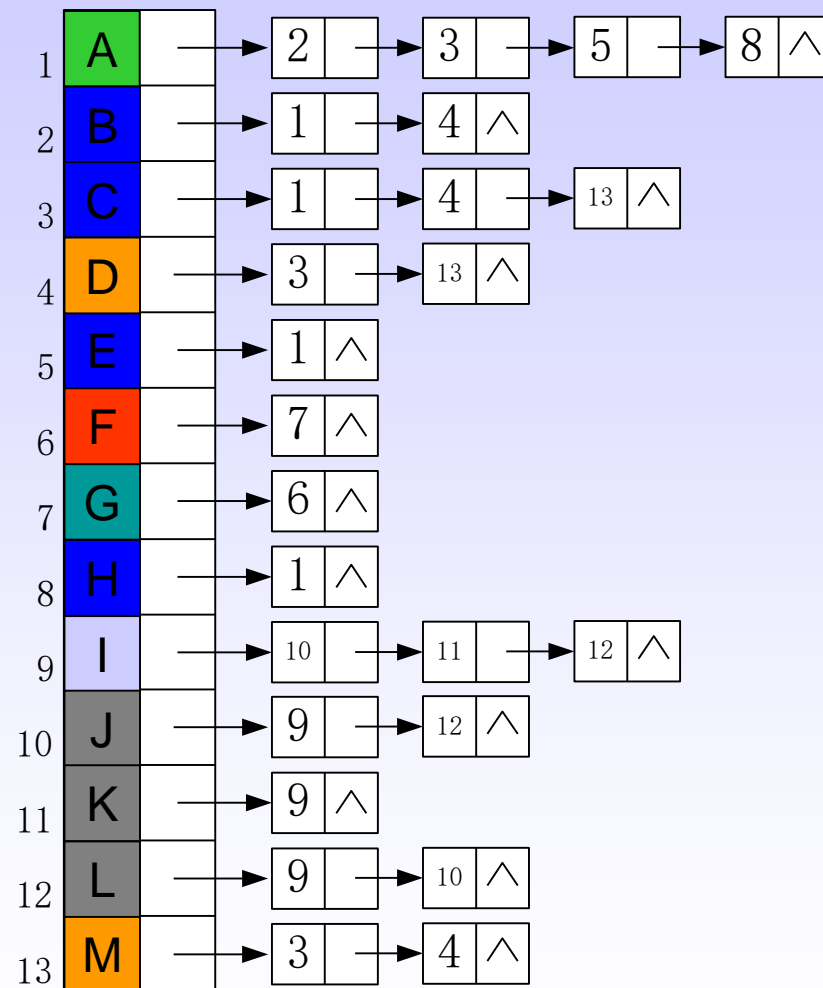 1 A 2 3 5 8 ∧
2 B 1 4 ∧
3 C 1 4 13 ∧
4 D 3 13 ∧
5 E 1 ∧
6 F 7 ∧
7 G 6 ∧
8 H 1 ∧
9 I 10 11 12 ∧
10 J 9 12 ∧
11 K 9 ∧
12 L 9 10 ∧
13 M 3 4 ∧